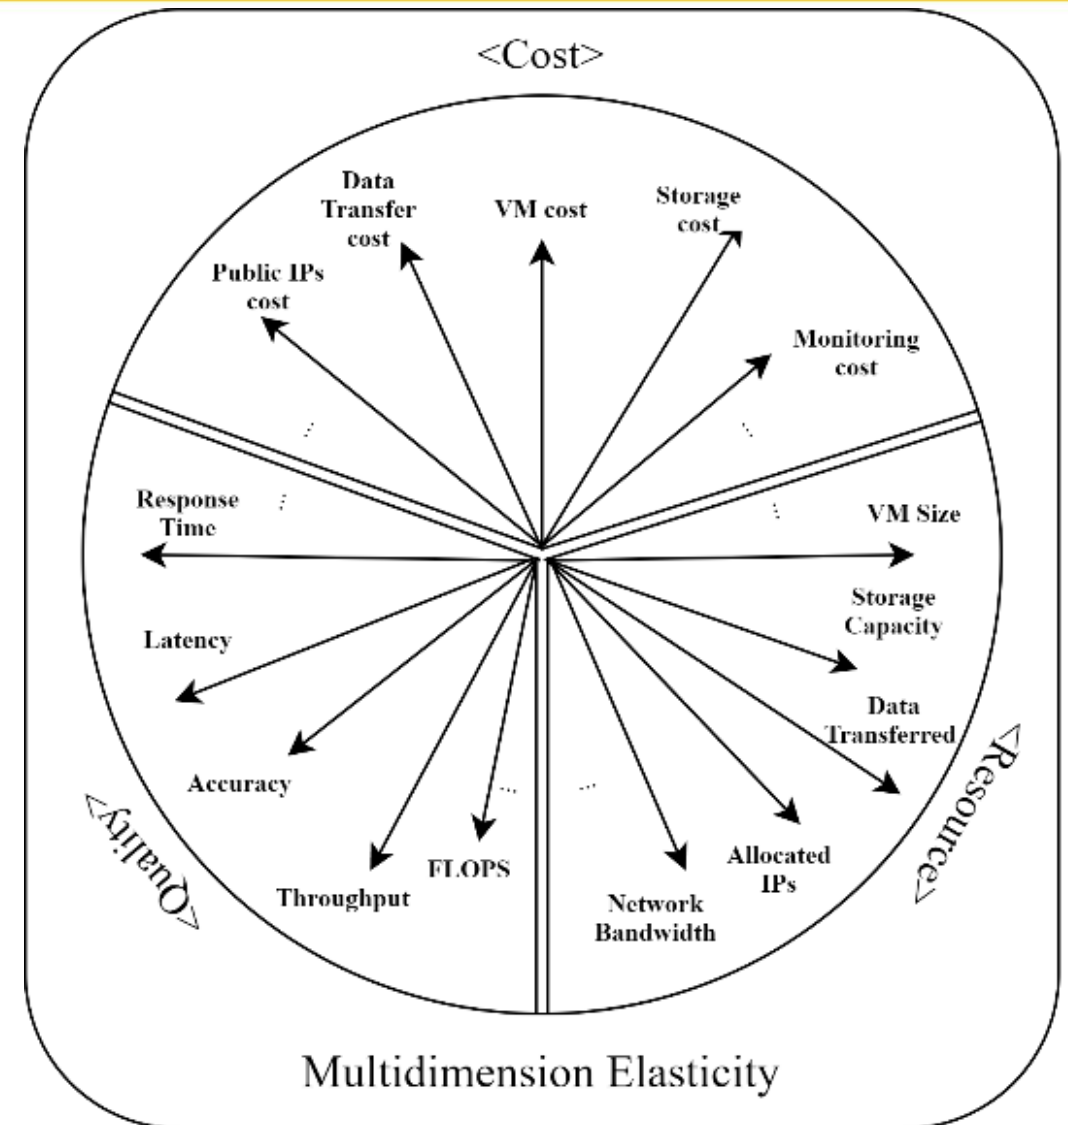 <Cost>
Data
Transfer
cost
VM cost
Storage
cost
Public IPs
cost
Monitoring
cost
Response
Time
VM Size
Latency
Storage
Capacity
Data
Transferred
Accuracy
<Quality>
<Resource>
FLOPS
Throughput
Allocated
IPs
Network
Bandwidth
Multidimension Elasticity